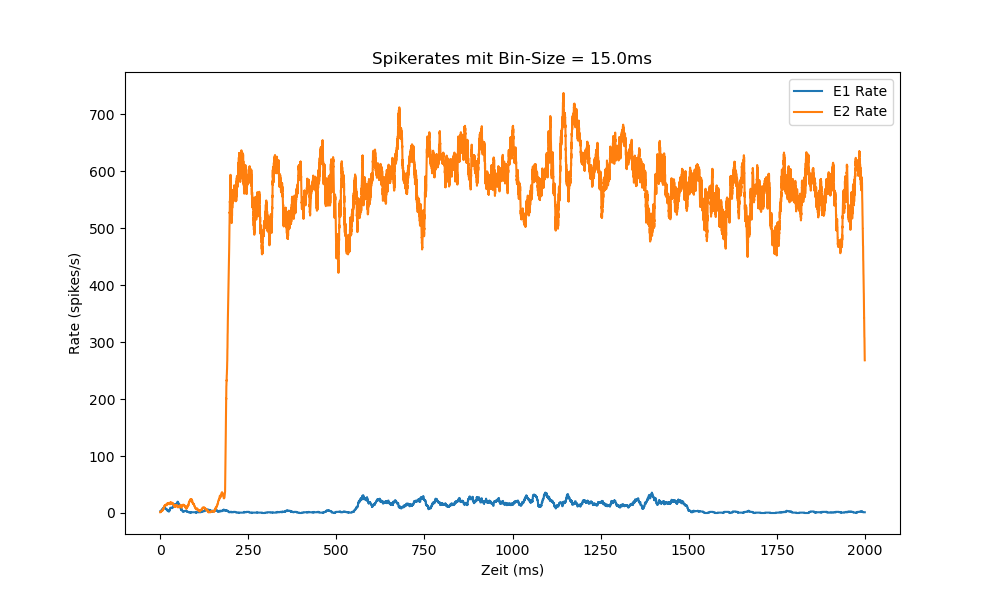 Spikerates mit Bin-Size = 15.0ms
E1 Rate
E2 Rate
700
600
500
400
300
200
100
0
Rate (spikes/s)
0 250 500 750 1000 1250 1500 1750 2000
Zeit (ms)